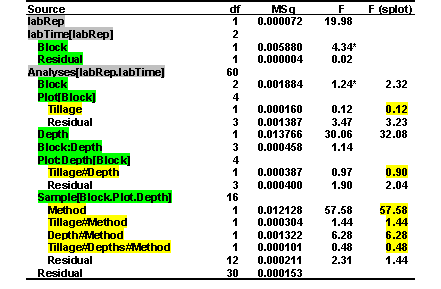 Source df MSq F F (splot)
labRep 1 0.000072 19.98
labTime[labRep] 2
Block 1 0.005880 4.34*
Residual 1 0.000004 0.02
Analyses[labRep.labTime] 60
Block 2 0.001884 1.24* 2.32
Plot[Block] 4
Tillage 1 0.000160 0.12 0.12
Residual 3 0.001387 3.47 3.23
Depth 1 0.013766 30.06 32.08
Block:Depth 3 0.000458 1.14
Plot:Depth[Block] 4
Tillage#Depth 1 0.000387 0.97 0.90
Residual 3 0.000400 1.90 2.04
Sample[Block.Plot.Depth] 16
Method 1 0.012128 57.58 57.58
Tillage#Method 1 0.000304 1.44 1.44
Depth#Method 1 0.001322 6.28 6.28
Tillage#Depths#Method 1 0.000101 0.48 0.48
Residual 12 0.000211 2.31 1.44
Residual 30 0.000153